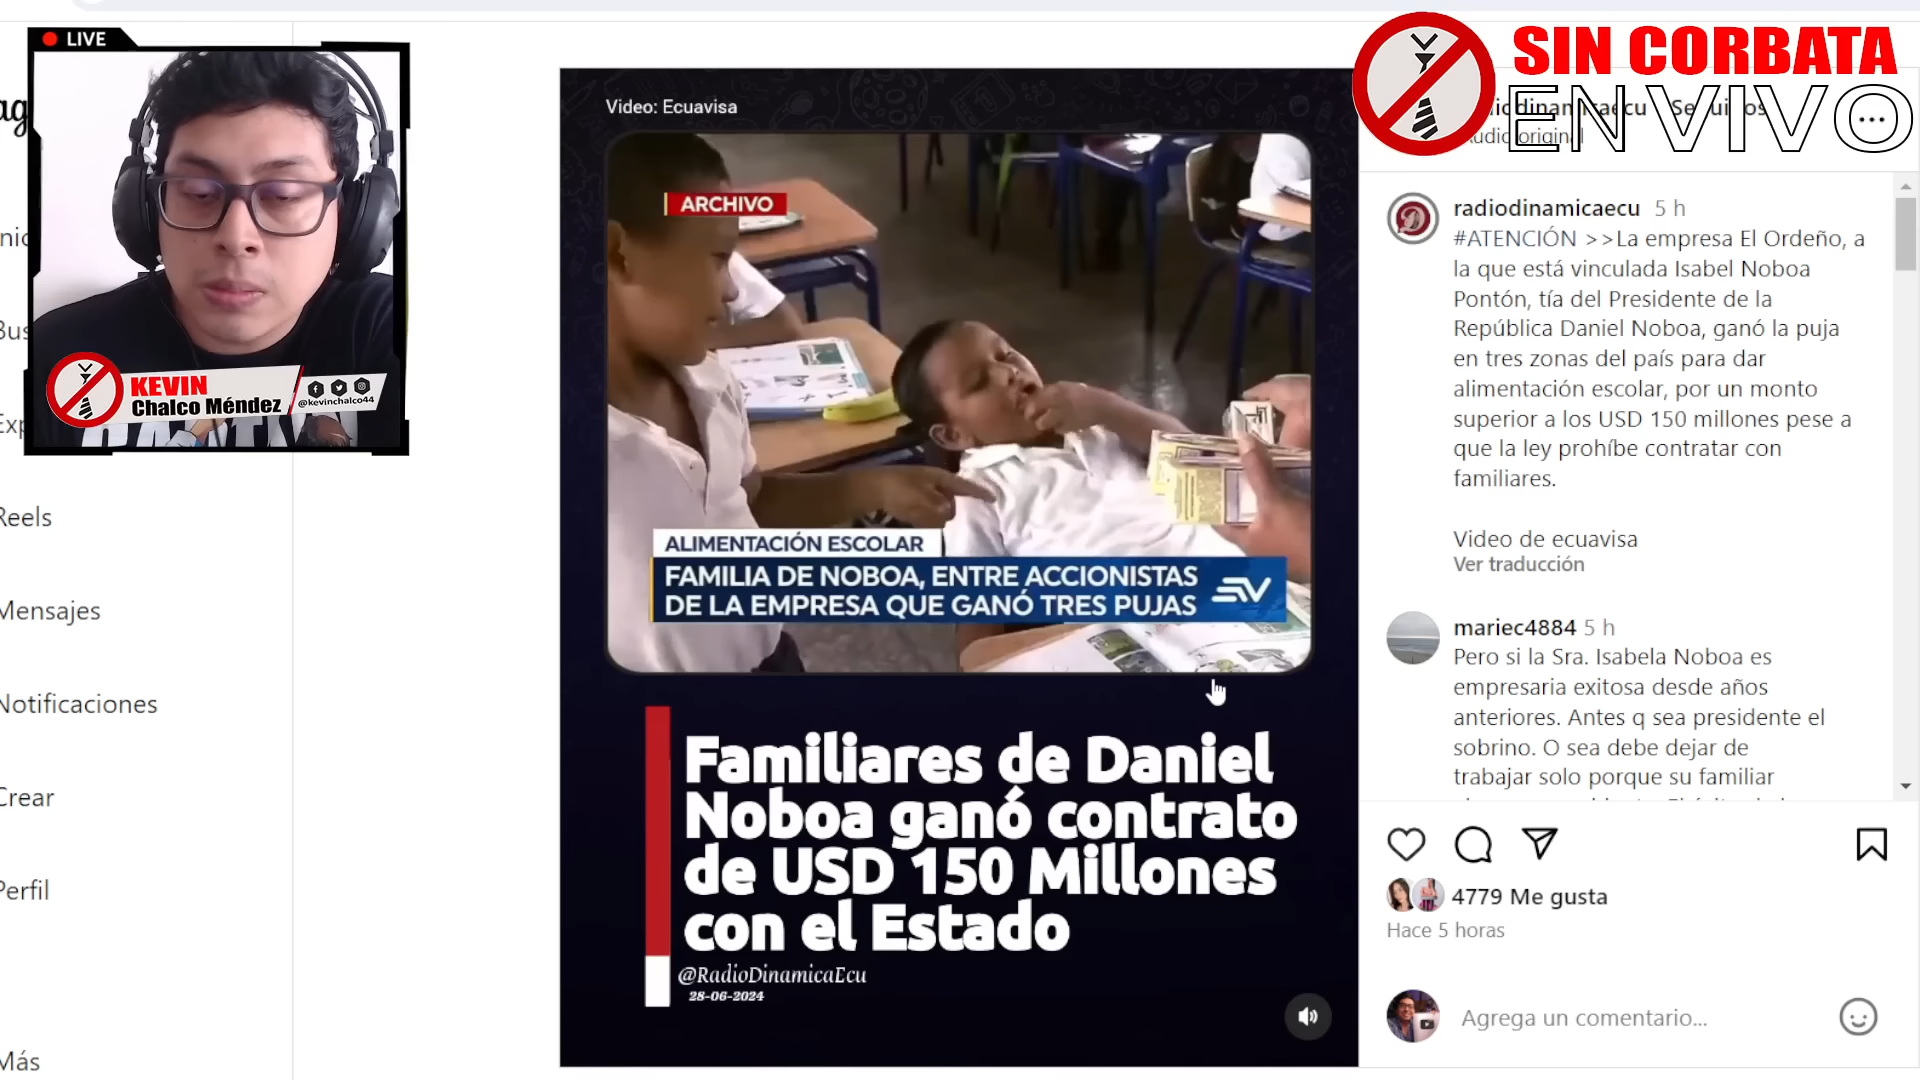 LIVE
KEVIN
Chalco Méndez
@kevinchalco44
SIN CORBATA
EN VIVO
Reels
Mensajes
Notificaciones
Crear
Perfil
Más
Video: Ecuavisa
ARCHIVO
ALIMENTACIÓN ESCOLAR
FAMILIA DE NOBOA, ENTRE ACCIONISTAS
DE LA EMPRESA QUE GANÓ TRES PUJAS
Familiares de Daniel
Noboa ganó contrato
de USD 150 Millones
con el Estado
@RadioDinamicaEcu
28-06-2024
Audio original
radiodinamicaecu 5 h
#ATENCIÓN >>La empresa El Ordeño, a
la que está vinculada Isabel Noboa
Pontón, tía del Presidente de la
República Daniel Noboa, ganó la puja
en tres zonas del país para dar
alimentación escolar, por un monto
superior a los USD 150 millones pese a
que la ley prohíbe contratar con
familiares.
Video de ecuavisa
Ver traducción
mariec4884 5 h
Pero si la Sra. Isabela Noboa es
empresaria exitosa desde años
anteriores. Antes q sea presidente el
sobrino. O sea debe dejar de
trabajar solo porque su familiar
4779 Me gusta
Hace 5 horas
Agrega un comentario...